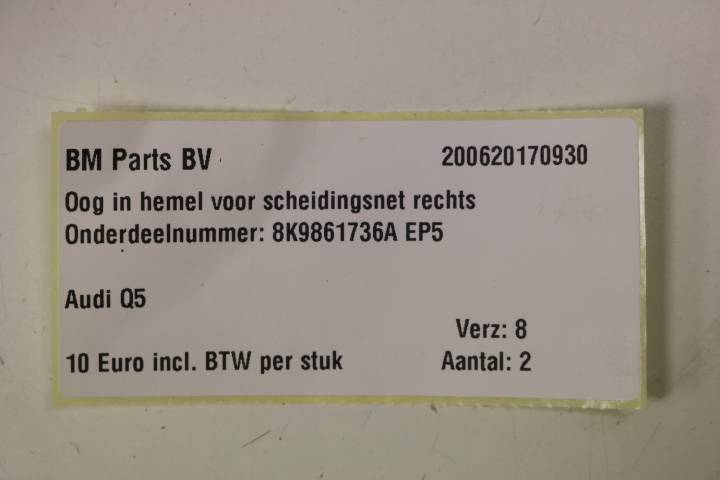 BM Parts BV 200620170930
Oog in hemel voor scheidingsnet rechts
Onderdeelnummer: 8K9861736A EP5
Audi Q5
Verz: 8
10 Euro incl. BTW per stuk Aantal: 2